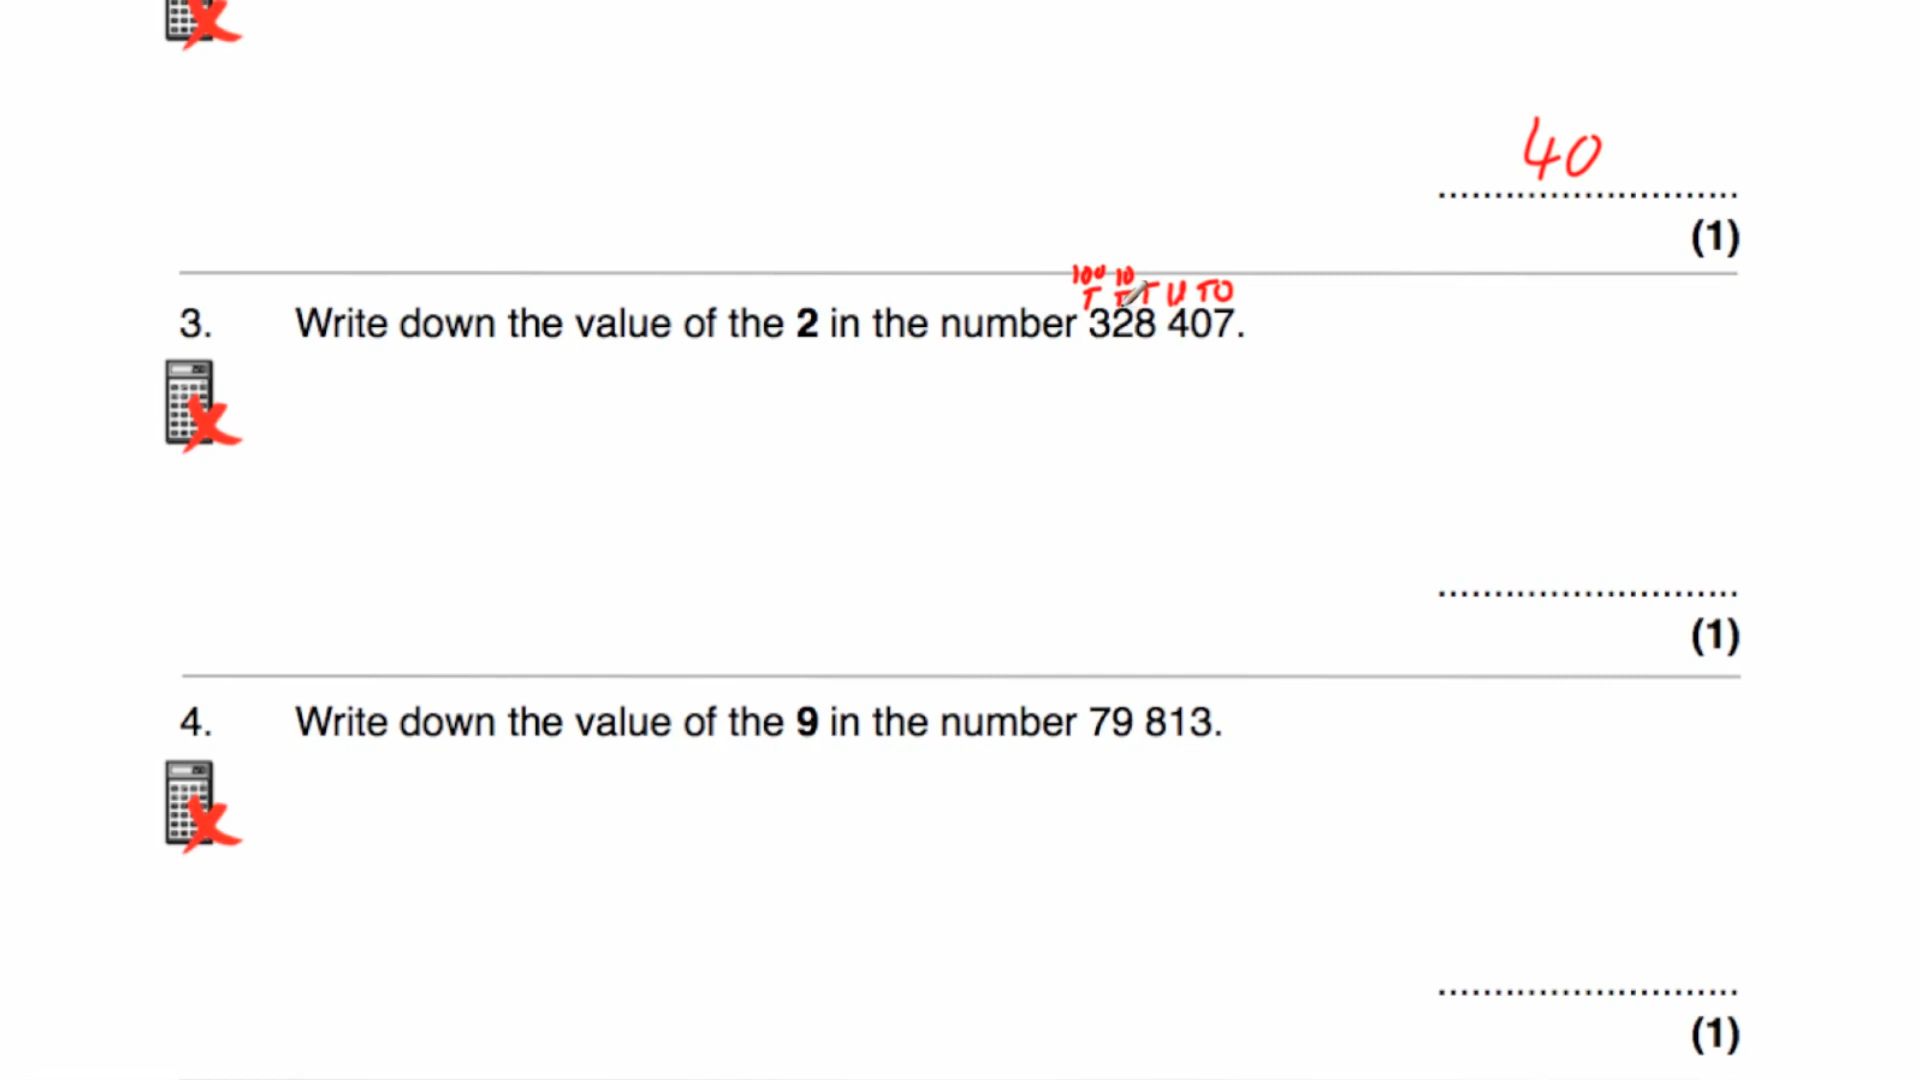 40
(1)
100 10
T T T U T O
3. Write down the value of the 2 in the number 328 407.
(1)
4. Write down the value of the 9 in the number 79 813.
(1)